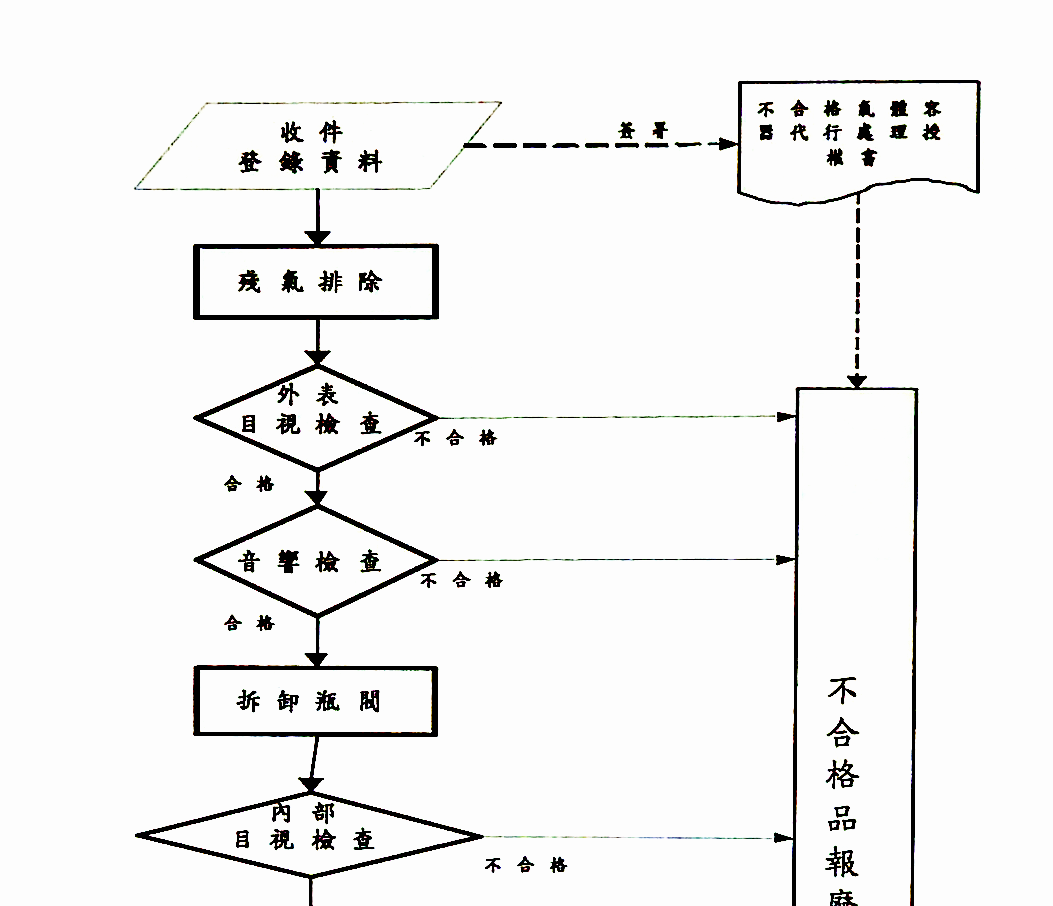 收件
登錄資料
簽署
不合格氣體容
器代行處理授
權書
殘氣排除
外表
目視檢查
不合格
合格
音響檢查
不合格
合格
拆卸瓶閥
內部
目視檢查
不合格
不合格品報廢